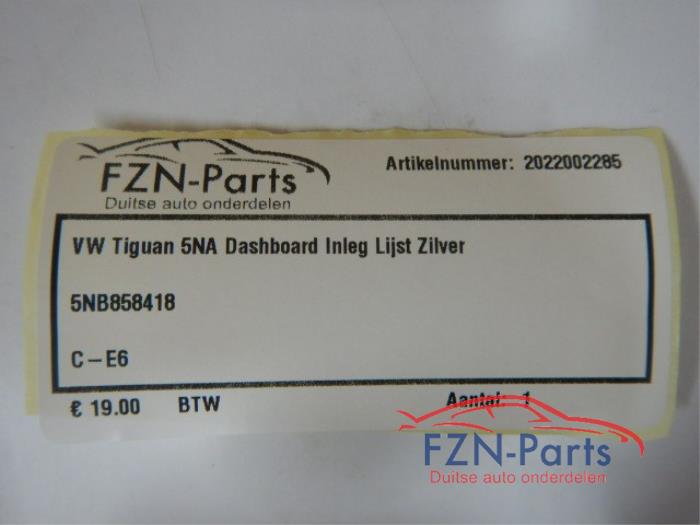 FZN-Parts
Duitse auto onderdelen
Artikelnummer: 2022002285
VW Tiguan 5NA Dashboard Inleg Lijst Zilver
5NB858418
C-E6
€ 19.00 BTW Aantal: 1
FZN-Parts
Duitse auto onderdelen